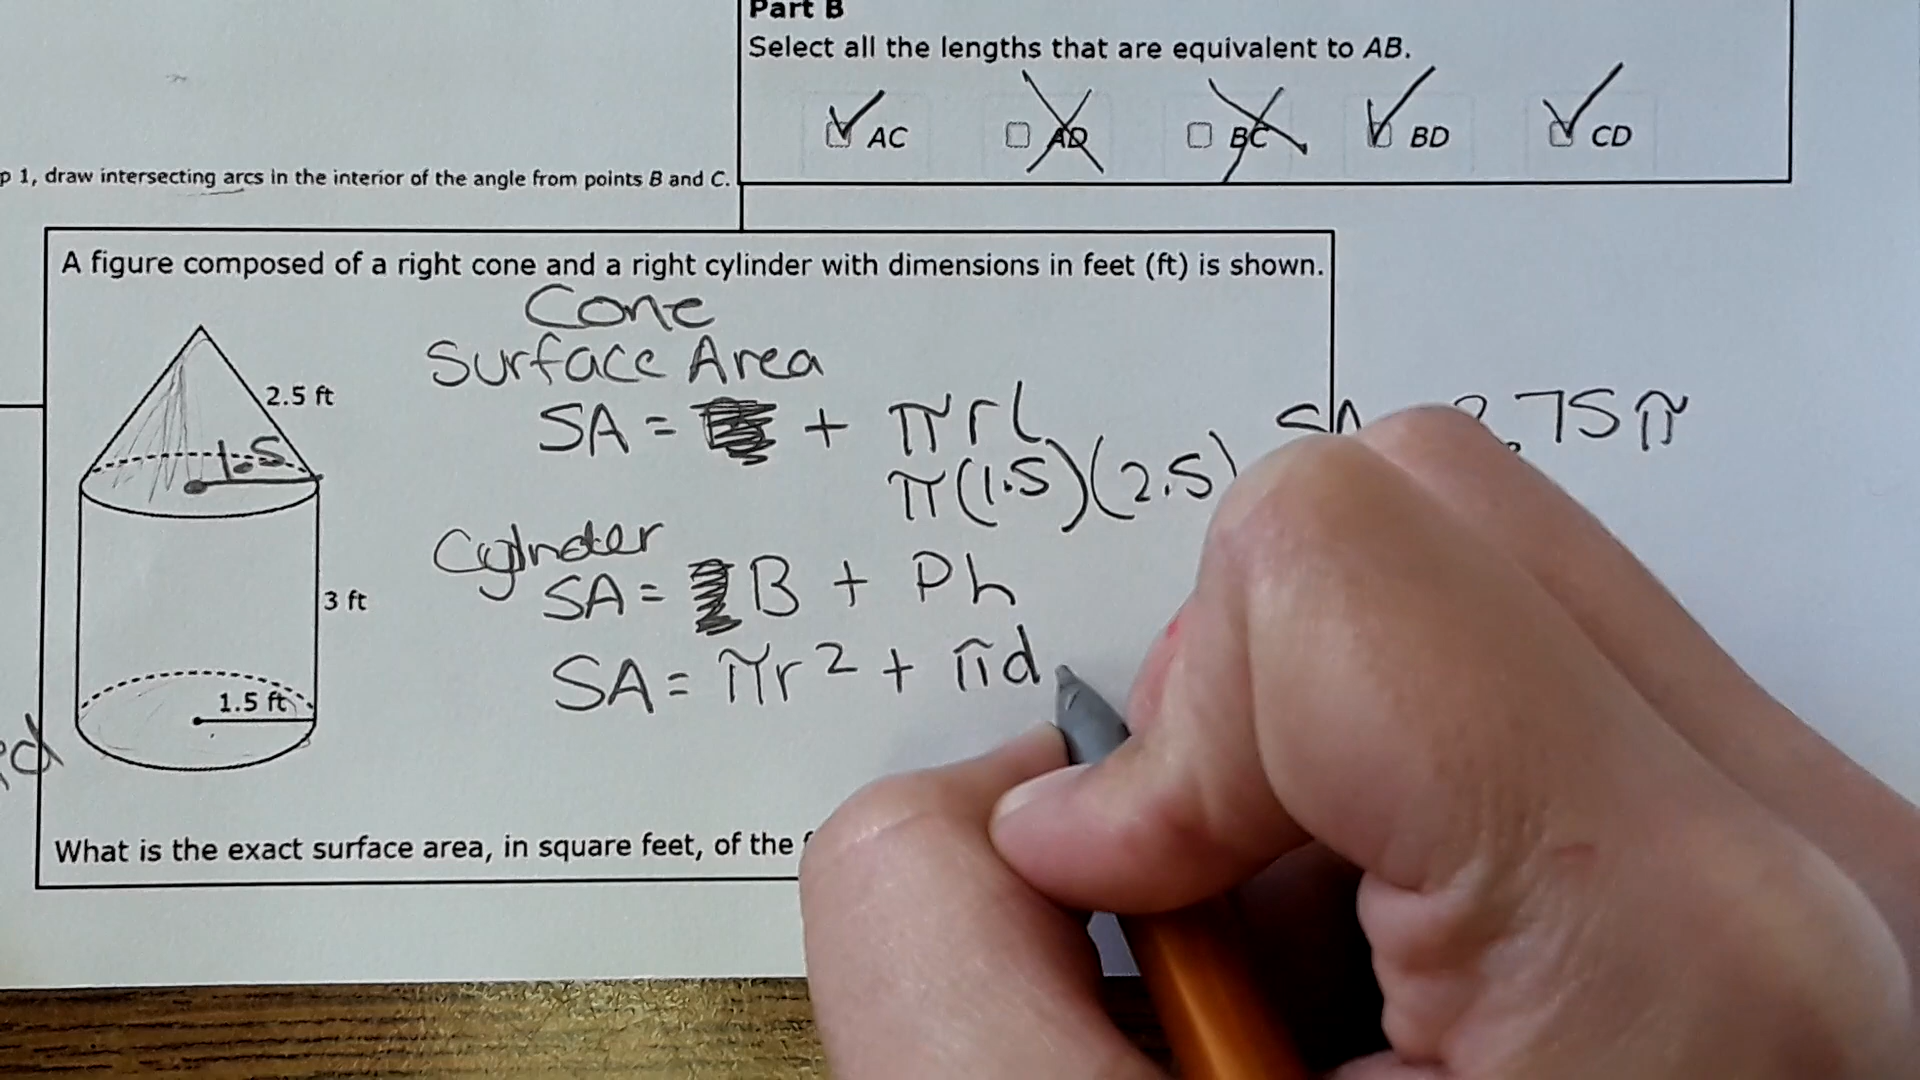 Part B
Select all the lengths that are equivalent to AB.
AC AD BC BD CD
p 1, draw intersecting arcs in the interior of the angle from points B and C.
A figure composed of a right cone and a right cylinder with dimensions in feet (ft) is shown.
Cone
Surface Area
2.5 ft
SA = + πrl
SA .75π
1.5
π(1.5)(2.5)
Cylinder
SA = B + Ph
3 ft
SA = πr² + πd
1.5 ft
What is the exact surface area, in square feet, of the